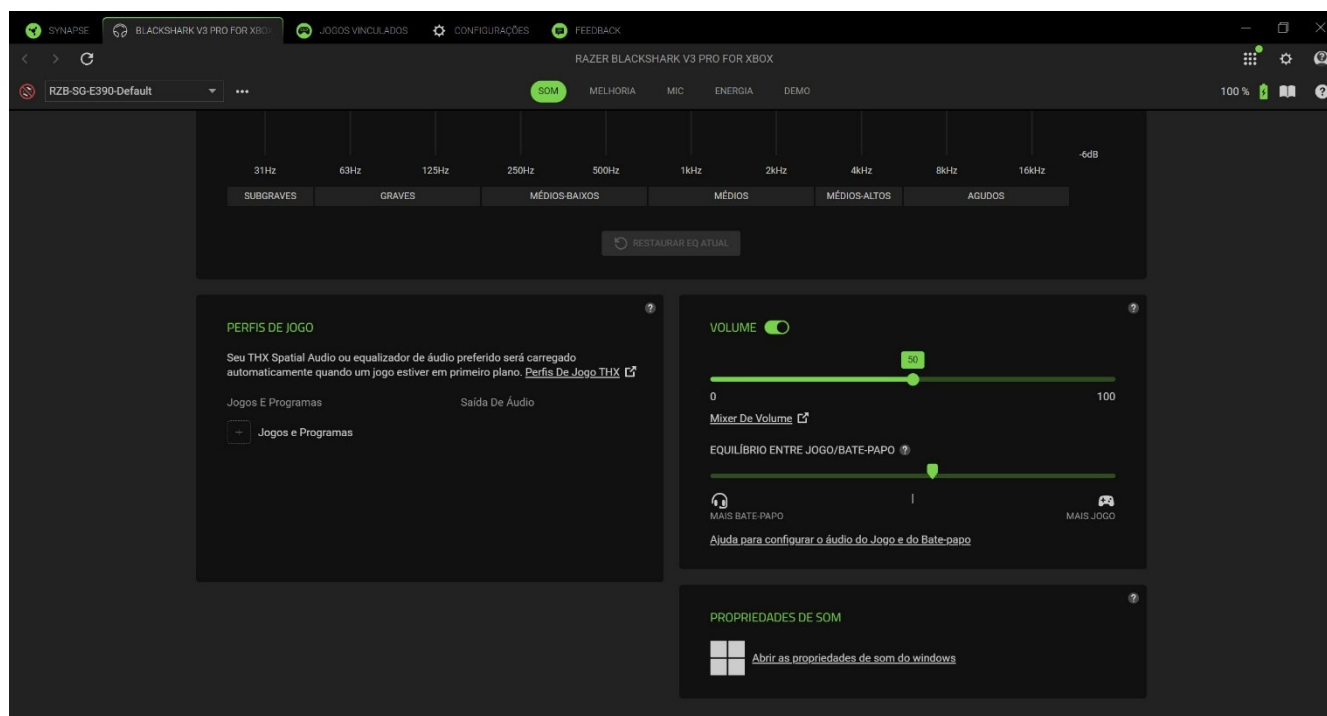 SYNAPSE BLACKSHARK V3 PRO FOR XBO JOGOS VINCULADOS CONFIGURAÇÕES FEEDBACK
RAZER BLACKSHARK V3 PRO FOR XBOX
RZB-SG-E390-Default SOM MELHORIA MIC ENERGIA DEMO 100 %
-6dB
31Hz 63Hz 125Hz 250Hz 500Hz 1kHz 2kHz 4kHz 8kHz 16kHz
SUBGRAVES GRAVES MÉDIOS-BAIXOS MÉDIOS MÉDIOS-ALTOS AGUDOS
RESTAURAR EQ ATUAL
PERFIS DE JOGO
Seu THX Spatial Audio ou equalizador de áudio preferido será carregado
automaticamente quando um jogo estiver em primeiro plano. Perfis De Jogo THX
Jogos E Programas Saída De Áudio
+ Jogos e Programas
VOLUME
50
0 100
Mixer De Volume
EQUILÍBRIO ENTRE JOGO/BATE-PAPO
MAIS BATE-PAPO MAIS JOGO
Ajuda para configurar o áudio do Jogo e do Bate-papo
PROPRIEDADES DE SOM
Abrir as propriedades de som do windows